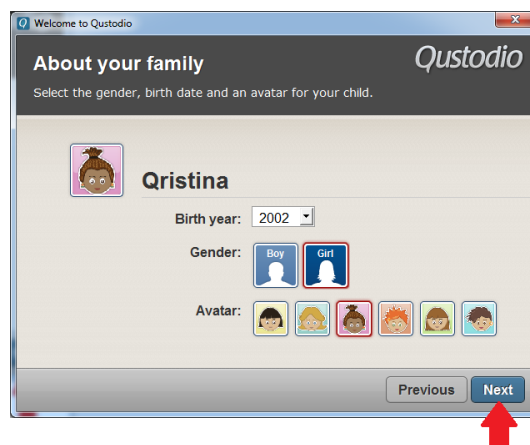 Welcome to Qustodio
About your family
Qustodio
Select the gender, birth date and an avatar for your child.
Qristina
Birth year: 2002
Gender: Boy Girl
Avatar:
Previous Next